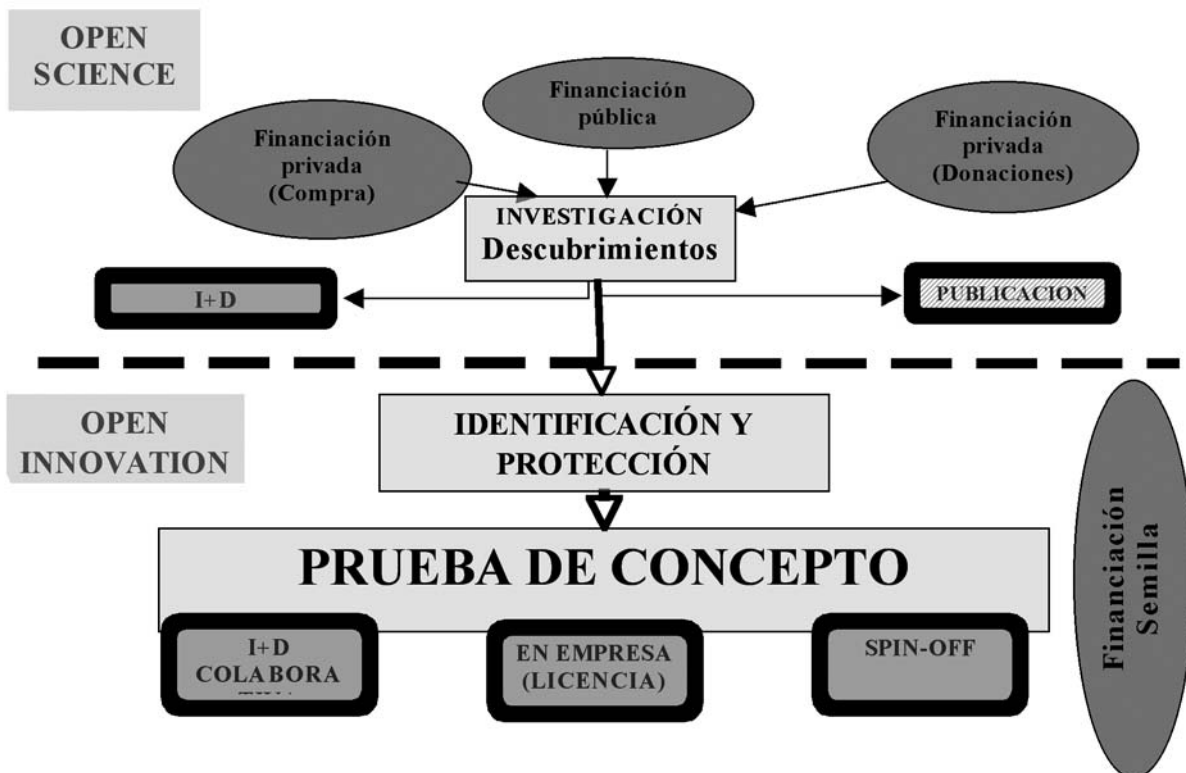 OPEN
SCIENCE
Financiación
pública
Financiación
privada
(Compra)
Financiación
privada
(Donaciones)
INVESTIGACIÓN
Descubrimientos
I+D
PUBLICACION
OPEN
INNOVATION
IDENTIFICACIÓN Y
PROTECCIÓN
PRUEBA DE CONCEPTO
I+D
COLABORA
EN EMPRESA
(LICENCIA)
SPIN-OFF
Financiación
Semilla